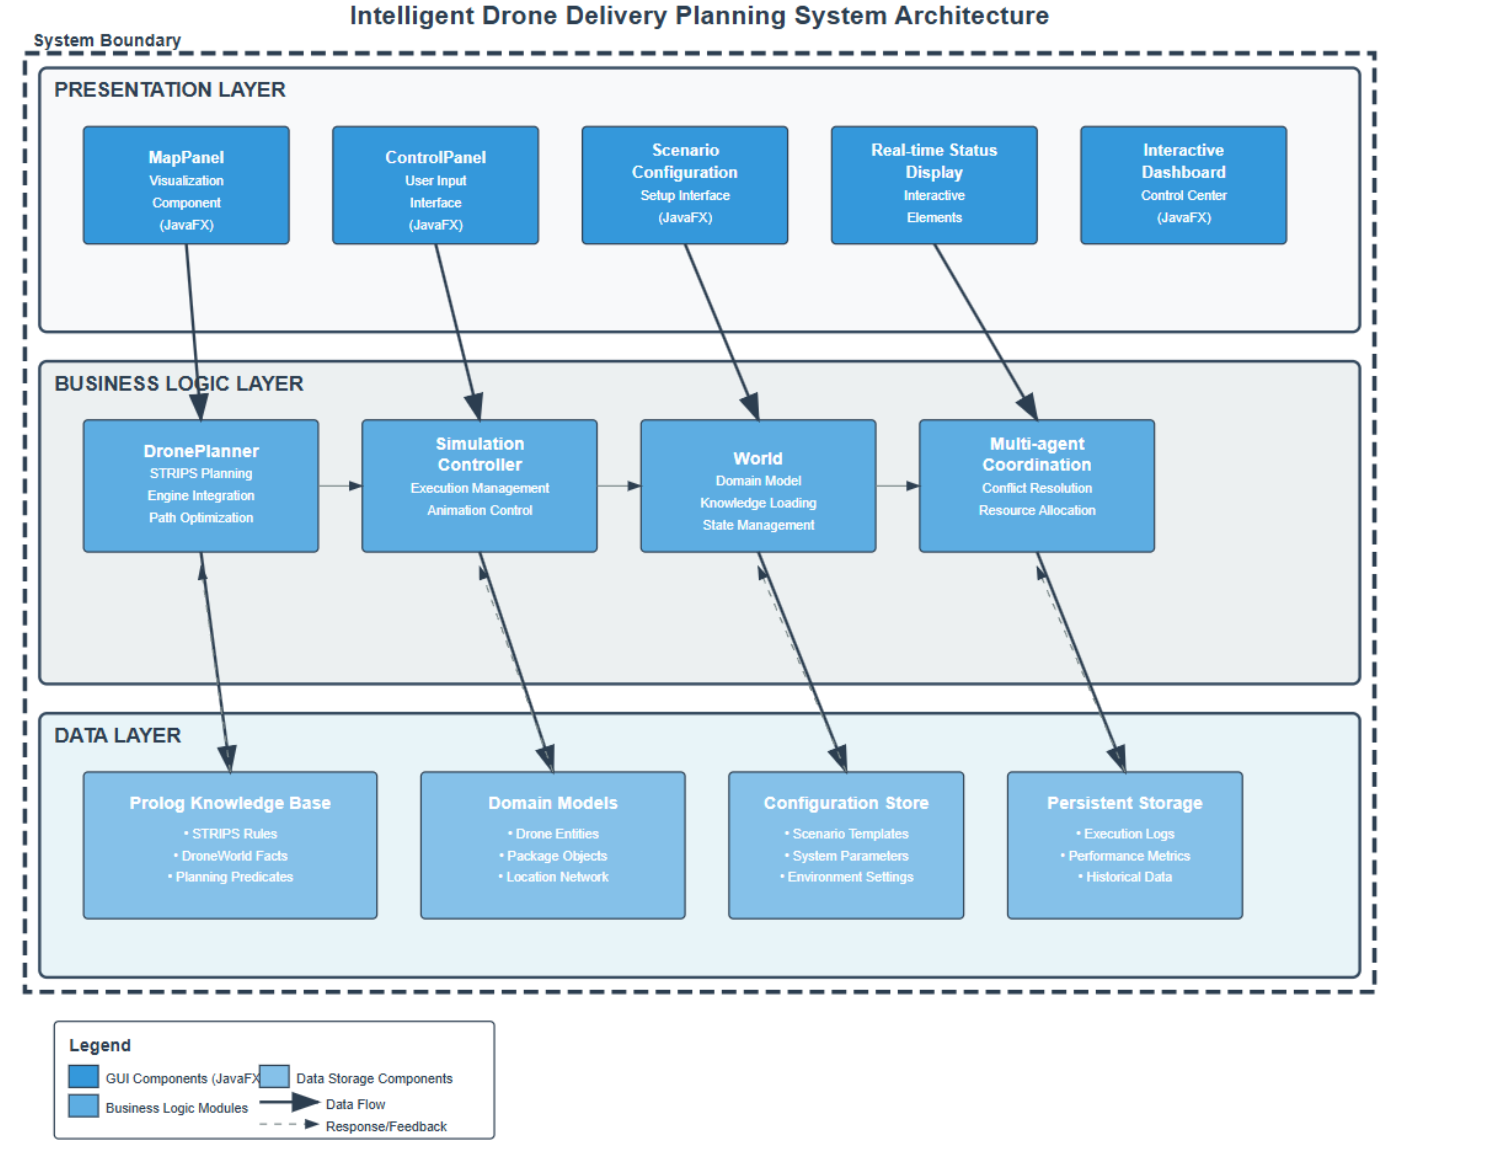 Intelligent Drone Delivery Planning System Architecture
System Boundary
PRESENTATION LAYER
MapPanel
Visualization
Component
(JavaFX)
ControlPanel
User Input
Interface
(JavaFX)
Scenario
Configuration
Setup Interface
(JavaFX)
Real-time Status
Display
Interactive
Elements
Interactive
Dashboard
Control Center
(JavaFX)
BUSINESS LOGIC LAYER
DronePlanner
STRIPS Planning
Engine Integration
Path Optimization
Simulation
Controller
Execution Management
Animation Control
World
Domain Model
Knowledge Loading
State Management
Multi-agent
Coordination
Conflict Resolution
Resource Allocation
DATA LAYER
Prolog Knowledge Base
• STRIPS Rules
• DroneWorld Facts
• Planning Predicates
Domain Models
• Drone Entities
• Package Objects
• Location Network
Configuration Store
• Scenario Templates
• System Parameters
• Environment Settings
Persistent Storage
• Execution Logs
• Performance Metrics
• Historical Data
Legend
GUI Components (JavaFX
Data Storage Components
Business Logic Modules
Data Flow
Response/Feedback